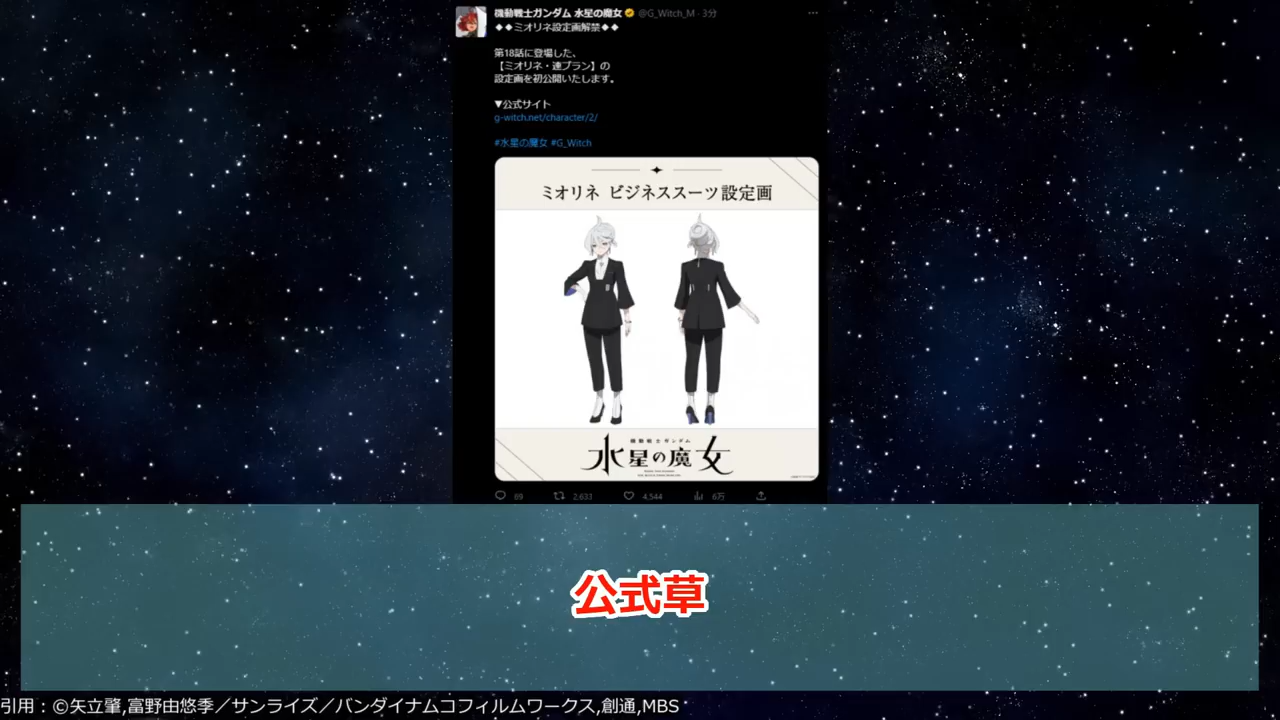 機動戦士ガンダム 水星の魔女 @G_Witch_M · 3分
◆◆ミオリネ設定画解禁◆◆
第18話に登場した、
【ミオリネ・連ブラン】の
設定画を初公開いたします。
▼公式サイト
g-witch.net/character/2/
#水星の魔女 #G_Witch
ミオリネ ビジネススーツ設定画
機動戦士ガンダム
水星の魔女
89 2,633 4,544 6万
公式草
引用：©矢立肇,富野由悠季／サンライズ／バンダイナムコフィルムワークス,創通,MBS